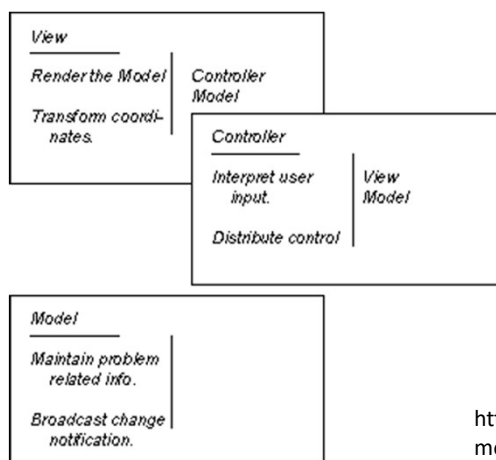 View
Render the Model
Controller
Model
Transform coordi-
nates.
Controller
Interpret user
input.
View
Model
Distribute control
Model
Maintain problem
related info.
Broadcast change
notification.